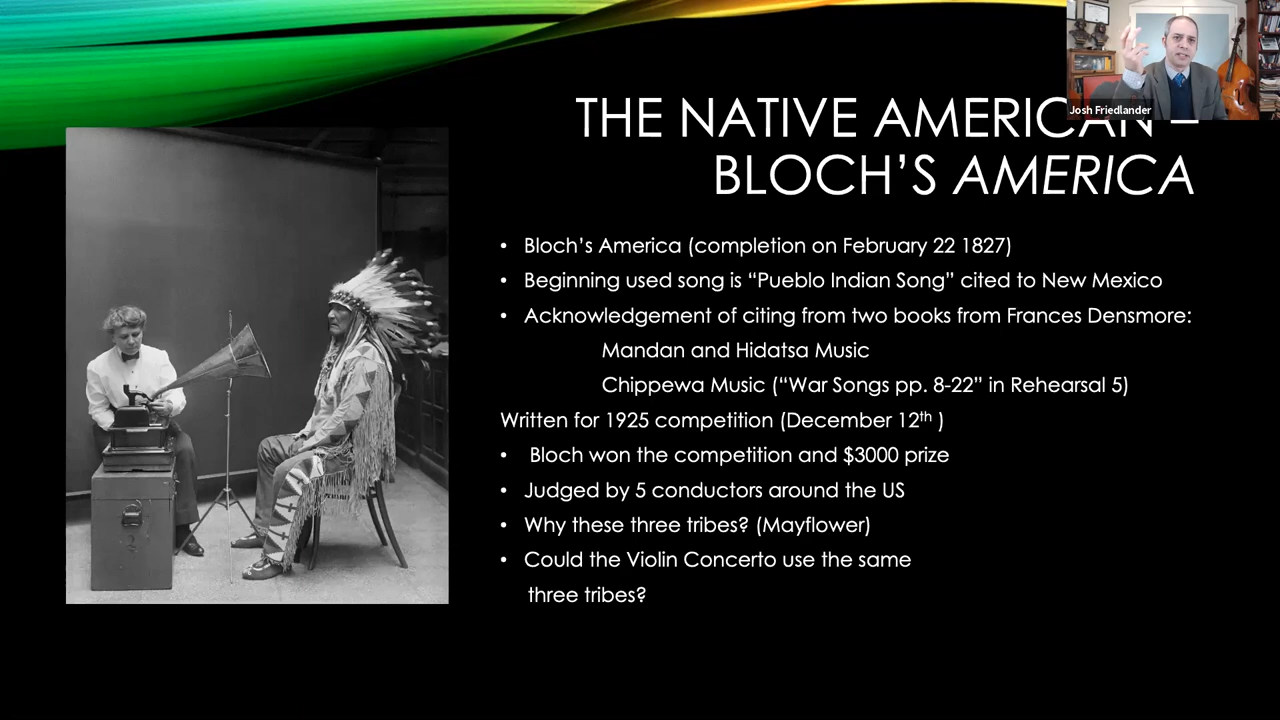 Josh Friedlander
THE NATIVE AMERICAN –
BLOCH’S AMERICA
• Bloch’s America (completion on February 22 1827)
• Beginning used song is “Pueblo Indian Song” cited to New Mexico
• Acknowledgement of citing from two books from Frances Densmore:
Mandan and Hidatsa Music
Chippewa Music (“War Songs pp. 8-22” in Rehearsal 5)
Written for 1925 competition (December 12th )
• Bloch won the competition and $3000 prize
• Judged by 5 conductors around the US
• Why these three tribes? (Mayflower)
• Could the Violin Concerto use the same
three tribes?